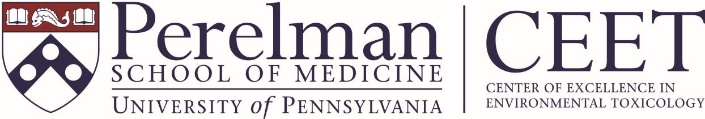 Perelman
SCHOOL OF MEDICINE
UNIVERSITY of PENNSYLVANIA
CEET
CENTER OF EXCELLENCE IN
ENVIRONMENTAL TOXICOLOGY